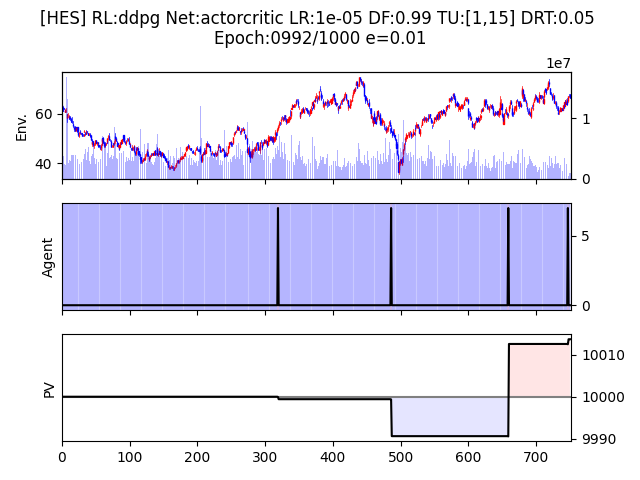 [HES] RL:ddpg Net:actorcritic LR:1e-05 DF:0.99 TU:[1,15] DRT:0.05
Epoch:0992/1000 e=0.01
1e7
Env.
60
40
1
0
Agent
5
0
PV
10010
10000
9990
0 100 200 300 400 500 600 700